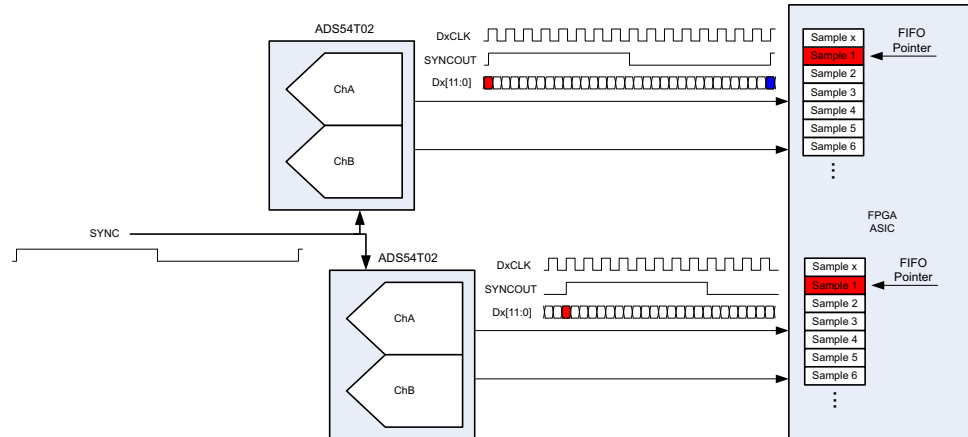 ADS54T02
ChA
ChB
DxCLK
SYNCOUT
Dx[11:0]
Sample x
Sample 1
Sample 2
Sample 3
Sample 4
Sample 5
Sample 6
FIFO
Pointer
SYNC
FPGA
ASIC
ADS54T02
ChA
ChB
DxCLK
SYNCOUT
Dx[11:0]
Sample x
Sample 1
Sample 2
Sample 3
Sample 4
Sample 5
Sample 6
FIFO
Pointer